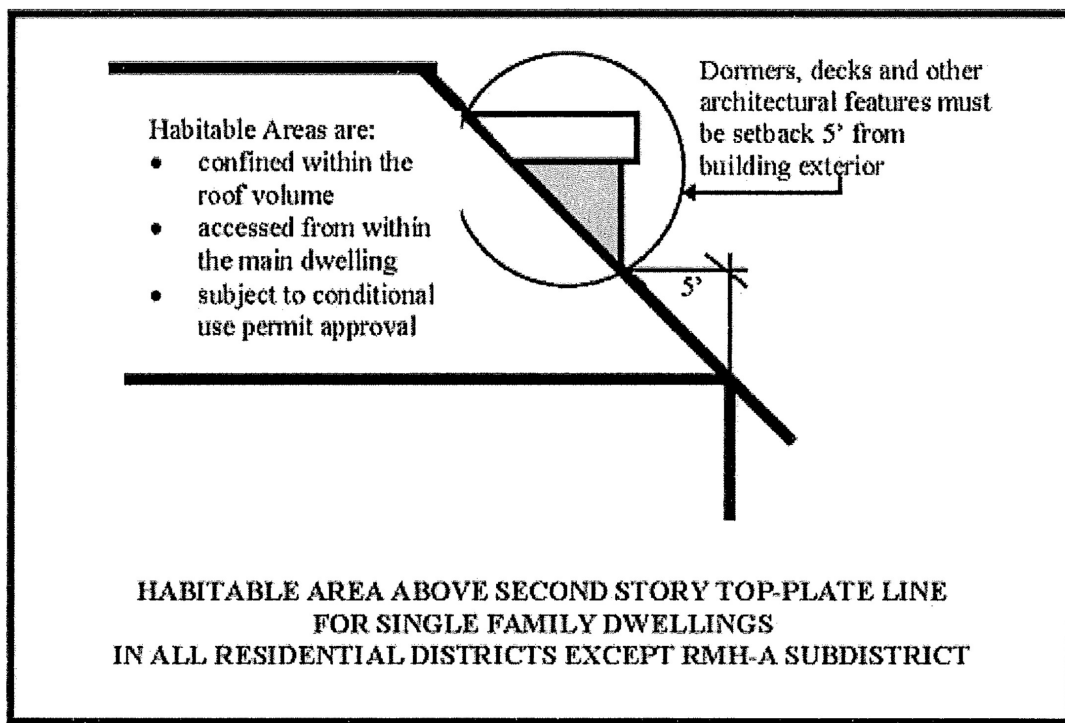 Habitable Areas are:
• confined within the
roof volume
• accessed from within
the main dwelling
• subject to conditional
use permit approval
Dormers, decks and other
architectural features must
be setback 5' from
building exterior
5'
HABITABLE AREA ABOVE SECOND STORY TOP-PLATE LINE
FOR SINGLE FAMILY DWELLINGS
IN ALL RESIDENTIAL DISTRICTS EXCEPT RMH-A SUBDISTRICT